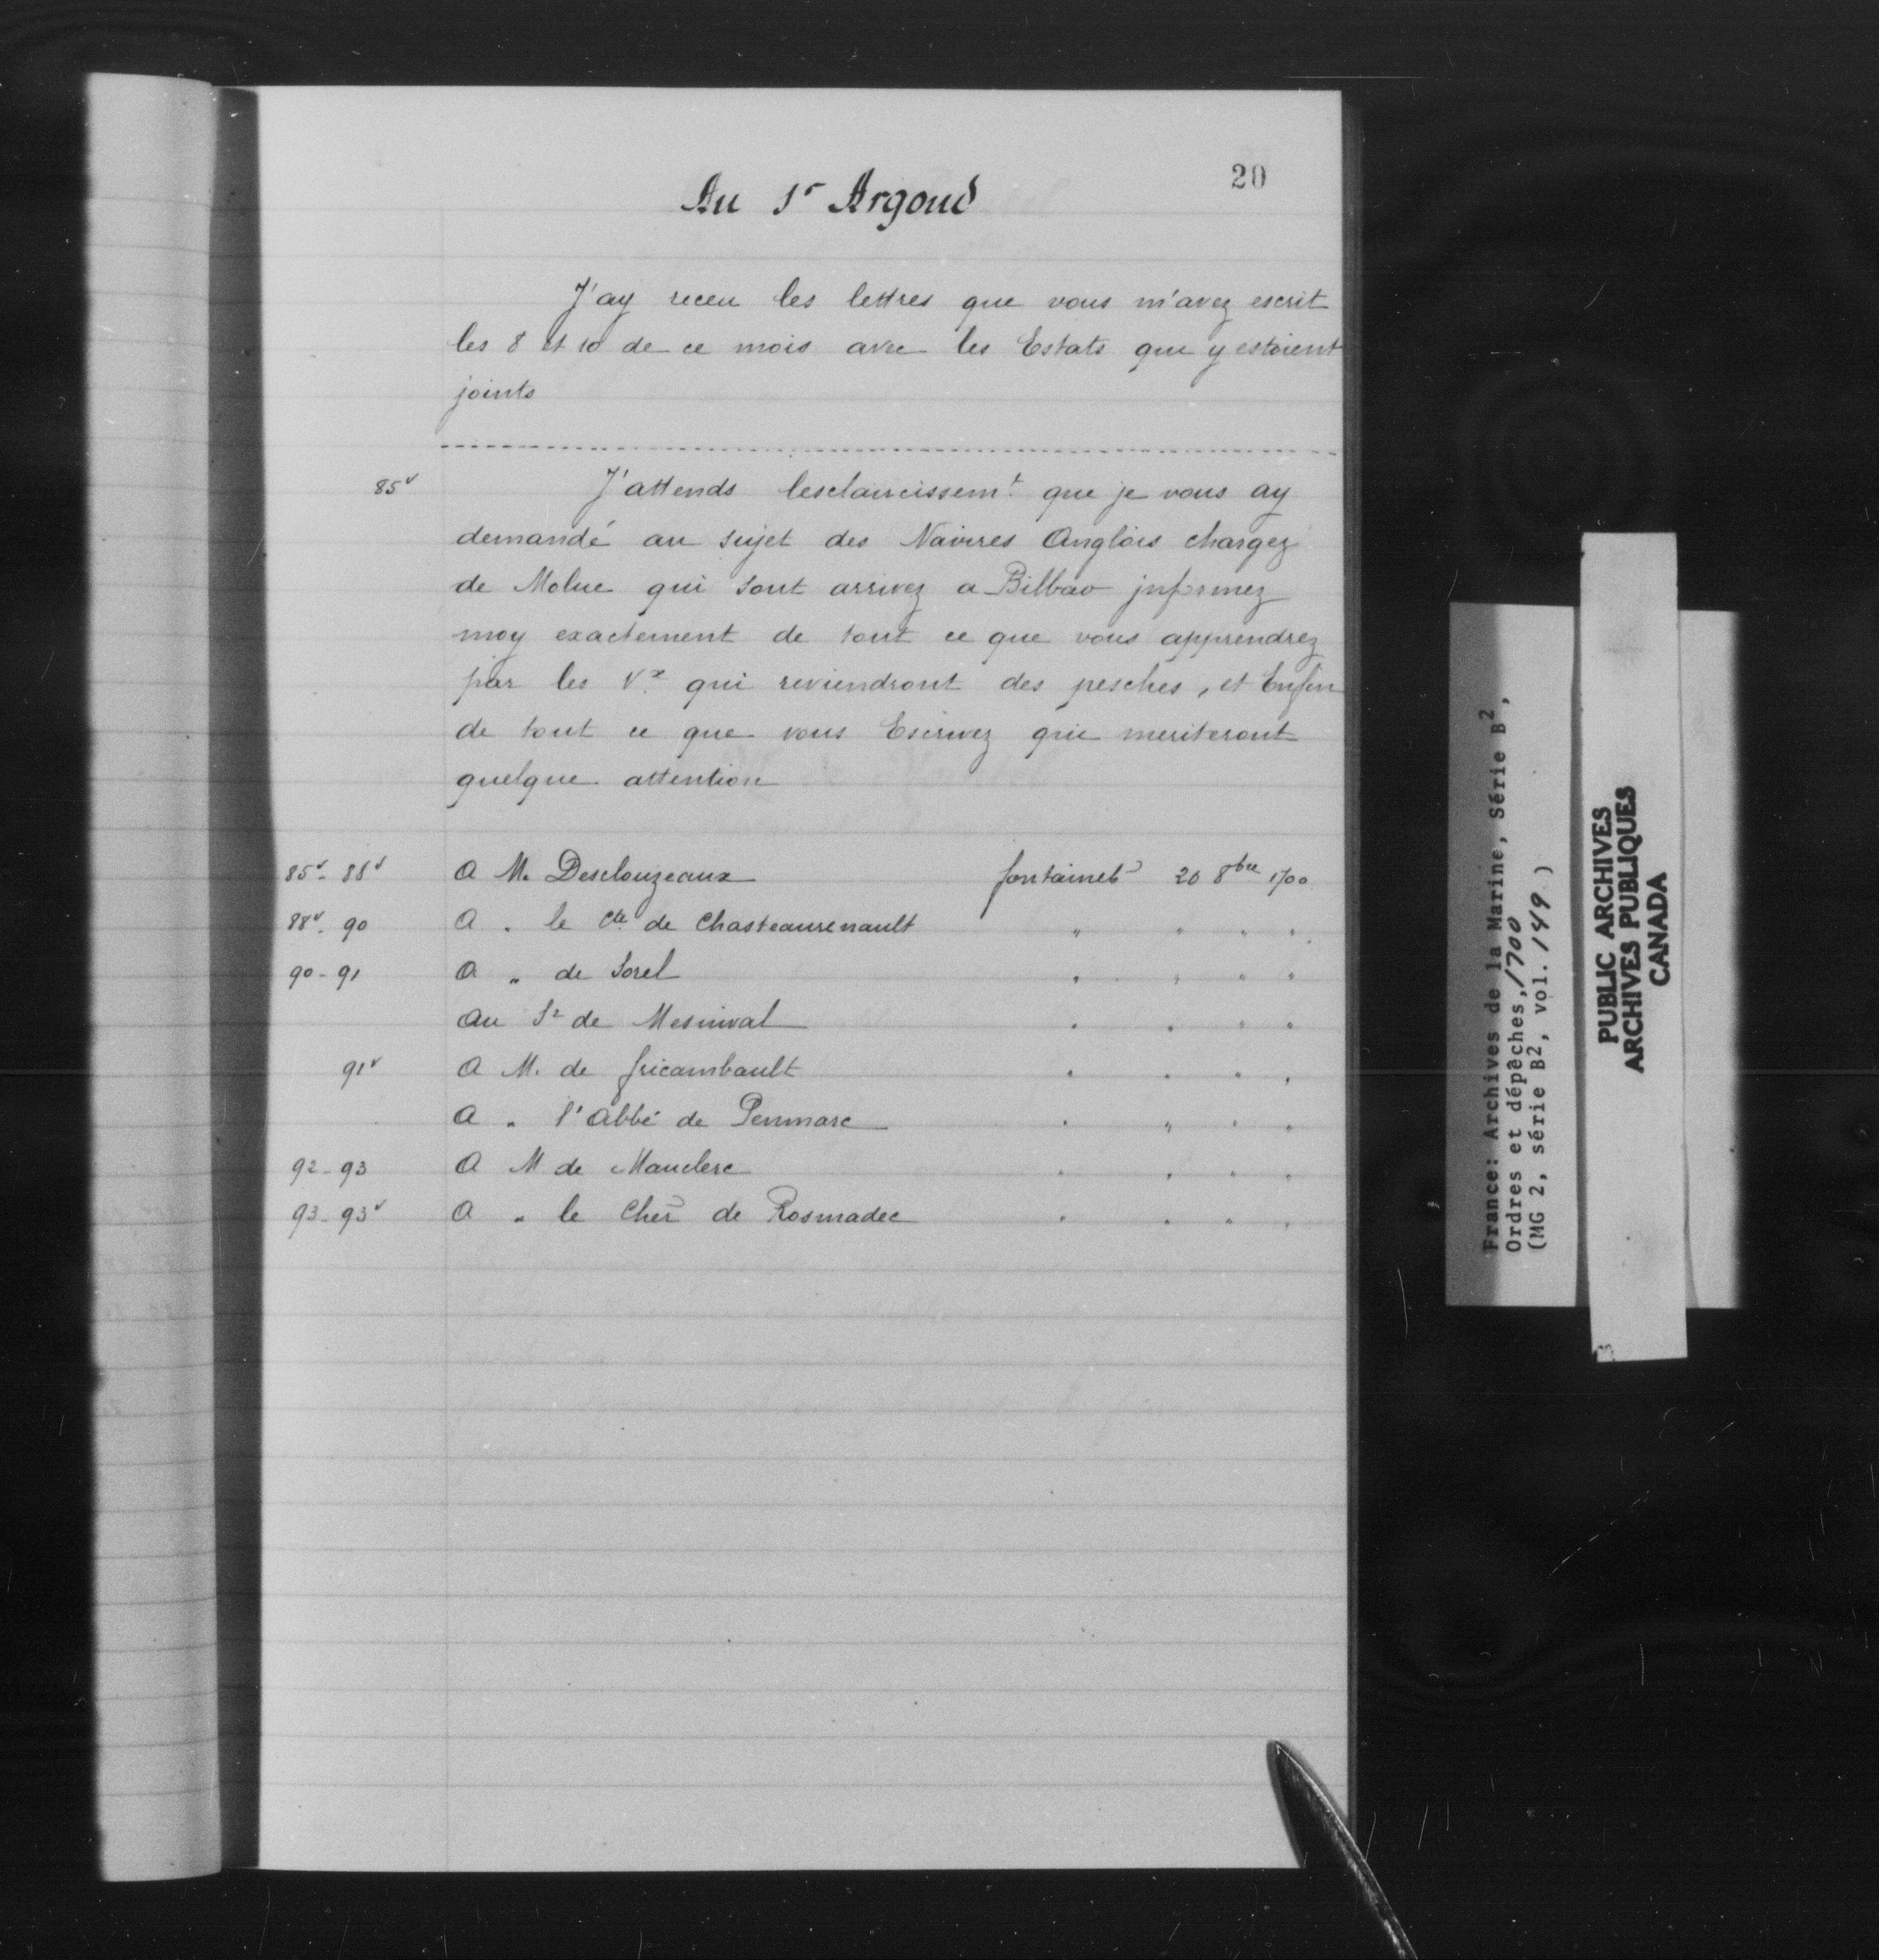 20
Au Sr Argoud
J'ay receu les lettres que vous m'avez escrit
les 8 et 10 de ce mois avec les Estats que y estoient
joints
85v J'attends lesclaircissemt que je vous ay
demandé au sujet des Navires Anglois chargez
de Molue qui sont arrivez a Bilbao jnformez
moy exactement de tout ce que vous apprendrez
par les Vx qui reviendront des pesches, et Enfin
de tout ce que vous Escrivez qui meriteront
quelque attention
85v-88v A M. Desclouzeaux fontaineb 20 8bre 1700
88v-90 A " le Cte de Chasteaurenault " " " "
90-91 A " de Sorel " " " "
Au Sr de Mesnival " " " "
91v A M. de fricambault " " " "
A " l'Abbé de Penmarc " " " "
92-93 A M de Mauclerc " " " "
93-93v A " le Cher de Rosmadec " " " "
France: Archives de la Marine, Série B2,
Ordres et dépêches, 1700
(MG 2, série B2, vol. 149)
PUBLIC ARCHIVES
ARCHIVES PUBLIQUES
CANADA